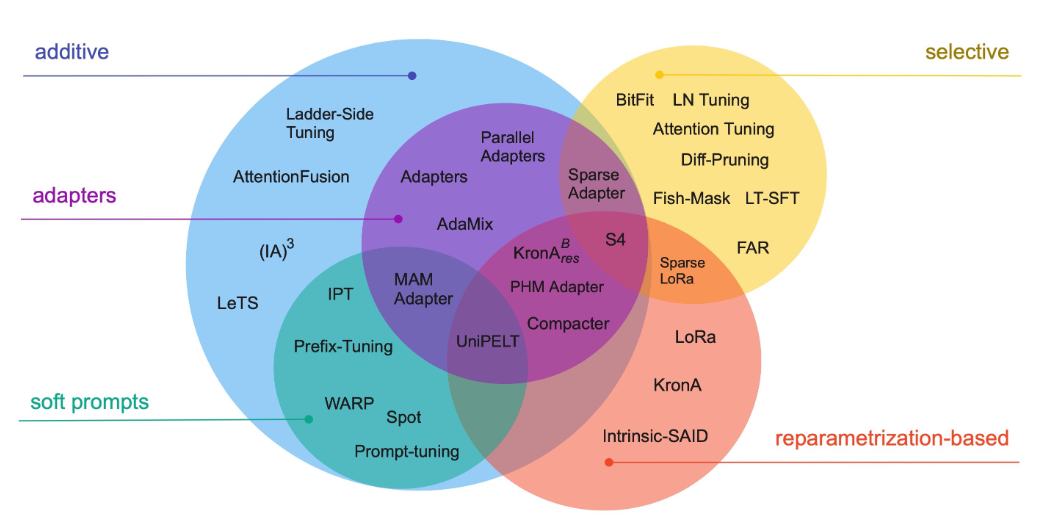 additive
selective
BitFit LN Tuning
Ladder-Side
Tuning
Attention Tuning
Parallel
Adapters
Diff-Pruning
AttentionFusion
Adapters
Sparse
Adapter
adapters
Fish-Mask LT-SFT
AdaMix
(IA)³
KronA^B_res
S4
FAR
Sparse
LoRa
MAM
Adapter
PHM Adapter
IPT
LeTS
Compacter
LoRa
UniPELT
Prefix-Tuning
KronA
soft prompts
WARP
Spot
Intrinsic-SAID
reparametrization-based
Prompt-tuning